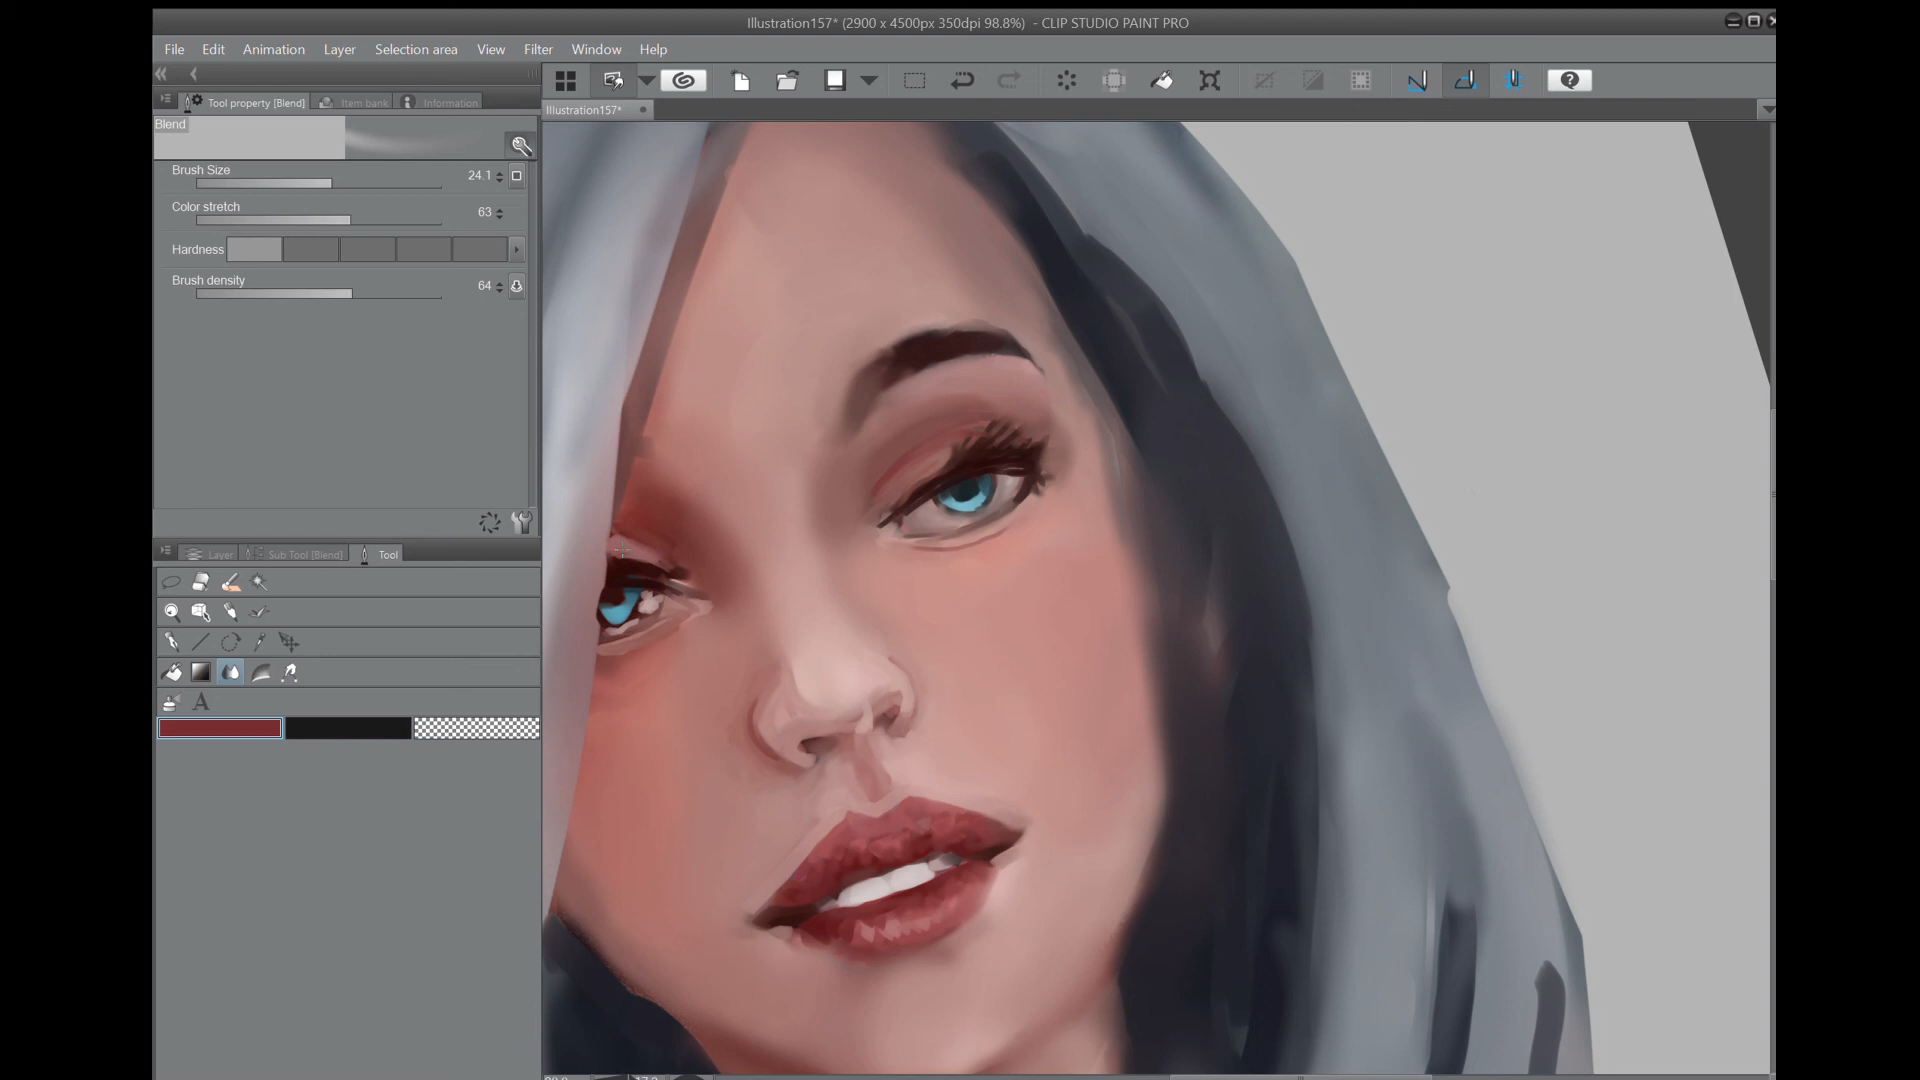 Illustration157* (2900 x 4500px 350dpi 98.8%)  - CLIP STUDIO PAINT PRO
File Edit Animation Layer Selection area View Filter Window Help
Tool property [Blend] Item bank Information
Illustration157*
Blend
Brush Size 24.1
Color stretch 63
Hardness
Brush density 64
Layer Sub Tool [Blend] Tool
A